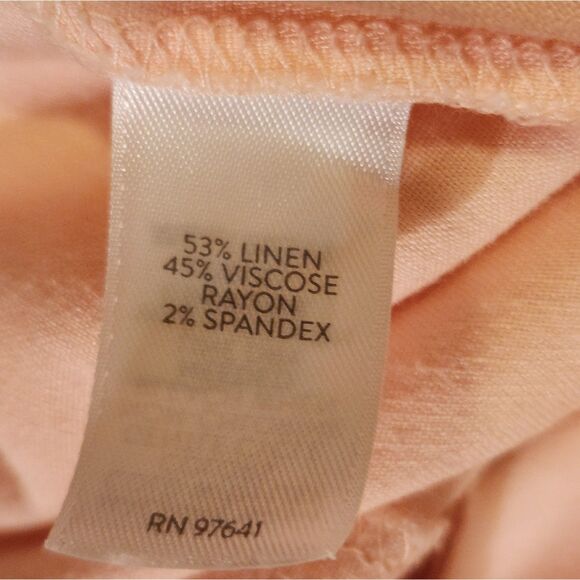 53% LINEN
45% VISCOSE
RAYON
2% SPANDEX
RN 97641